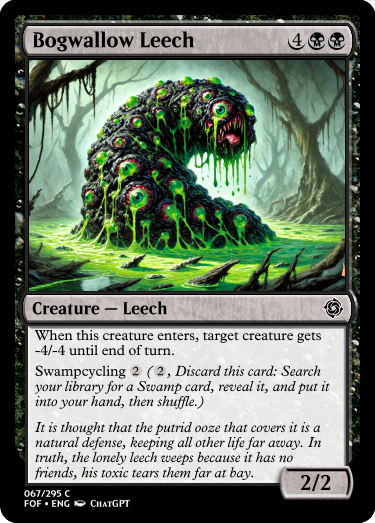 Bogwallow Leech 4
Creature — Leech
When this creature enters, target creature gets
-4/-4 until end of turn.
Swampcycling 2 (2, Discard this card: Search
your library for a Swamp card, reveal it, and put it
into your hand, then shuffle.)
It is thought that the putrid ooze that covers it is a
natural defense, keeping all other life far away. In
truth, the lonely leech weeps because it has no
friends, his toxic tears them far at bay.
2/2
067/295 C
FOF • ENG ChatGPT